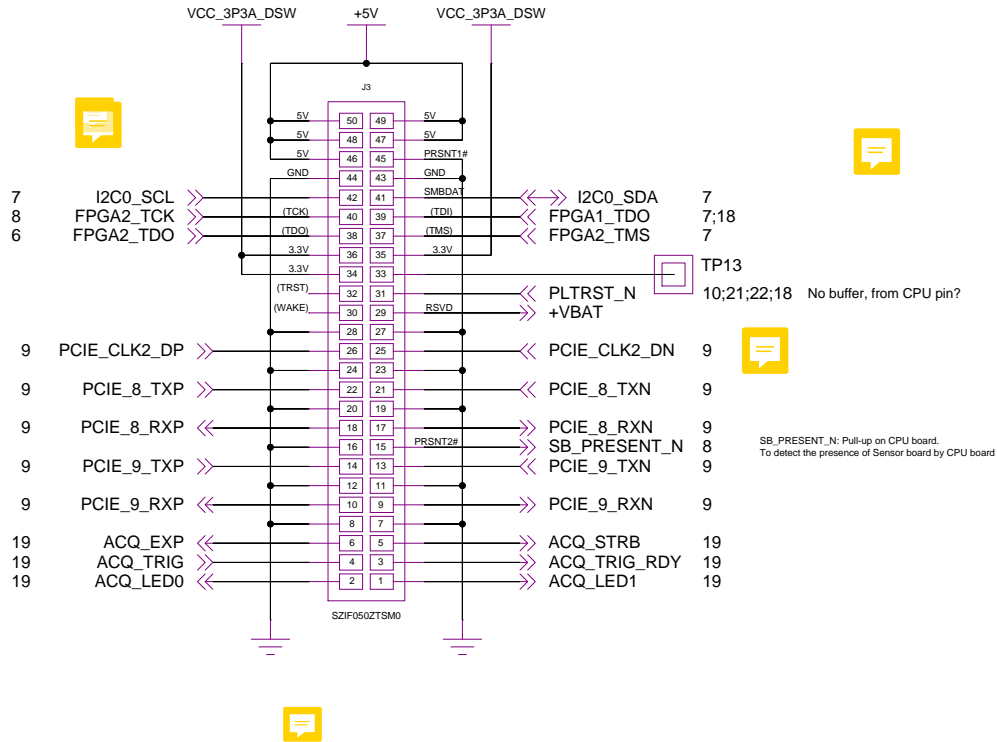 VCC_3P3A_DSW +5V VCC_3P3A_DSW
J3
5V 50 49 5V
5V 48 47 5V
5V 46 45 PRSNT1#
GND 44 43 GND
7 I2C0_SCL 42 41 SMBDAT I2C0_SDA 7
8 FPGA2_TCK (TCK) 40 39 (TDI) FPGA1_TDO 7;18
6 FPGA2_TDO (TDO) 38 37 (TMS) FPGA2_TMS 7
3.3V 36 35 3.3V
3.3V 34 33 TP13
(TRST) 32 31 PLTRST_N 10;21;22;18 No buffer, from CPU pin?
(WAKE) 30 29 RSVD +VBAT
28 27
9 PCIE_CLK2_DP 26 25 PCIE_CLK2_DN 9
24 23
9 PCIE_8_TXP 22 21 PCIE_8_TXN 9
20 19
9 PCIE_8_RXP 18 17 PCIE_8_RXN 9
16 15 PRSNT2# SB_PRESENT_N 8
SB_PRESENT_N: Pull-up on CPU board.
To detect the presence of Sensor board by CPU board
9 PCIE_9_TXP 14 13 PCIE_9_TXN 9
12 11
9 PCIE_9_RXP 10 9 PCIE_9_RXN 9
8 7
19 ACQ_EXP 6 5 ACQ_STRB 19
19 ACQ_TRIG 4 3 ACQ_TRIG_RDY 19
19 ACQ_LED0 2 1 ACQ_LED1 19
SZIF050ZTSM0